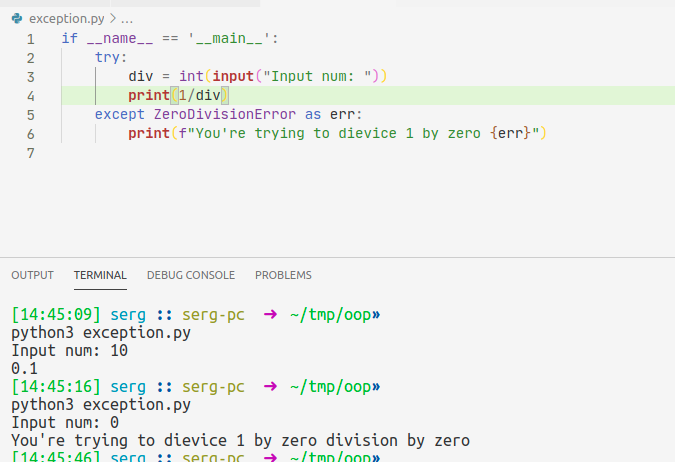 exception.py > ...
1 if __name__ == '__main__':
2 try:
3 div = int(input("Input num: "))
4 print(1/div)
5 except ZeroDivisionError as err:
6 print(f"You're trying to dievice 1 by zero {err}")
7
OUTPUT TERMINAL DEBUG CONSOLE PROBLEMS
[14:45:09] serg :: serg-pc ➜ ~/tmp/oop»
python3 exception.py
Input num: 10
0.1
[14:45:16] serg :: serg-pc ➜ ~/tmp/oop»
python3 exception.py
Input num: 0
You're trying to dievice 1 by zero division by zero
[14:45:46] serg :: serg-pc ➜ ~/tmp/oop»